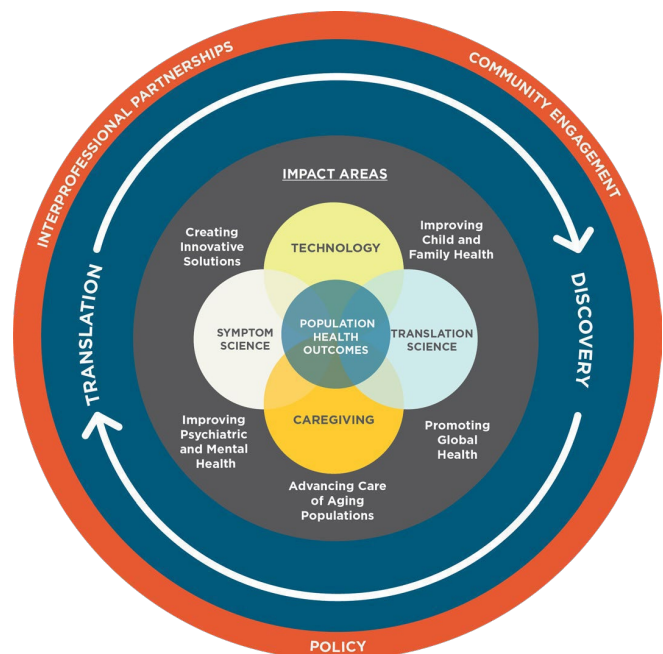 INTERPROFESSIONAL PARTNERSHIPS
COMMUNITY ENGAGEMENT
IMPACT AREAS
Creating
Innovative
Solutions
TECHNOLOGY
Improving
Child and
Family Health
TRANSLATION
SYMPTOM
SCIENCE
POPULATION
HEALTH
OUTCOMES
TRANSLATION
SCIENCE
DISCOVERY
Improving
Psychiatric
and Mental
Health
CAREGIVING
Promoting
Global
Health
Advancing Care
of Aging
Populations
POLICY